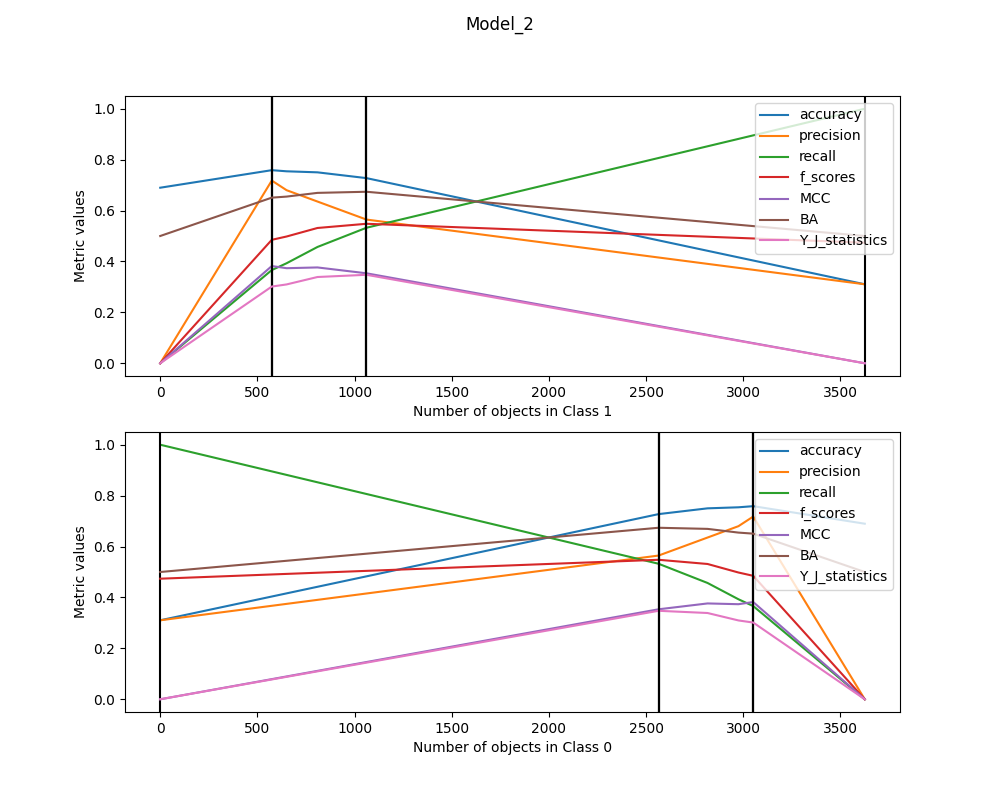 Model_2
1.0
0.8
0.6
0.4
0.2
0.0
Metric values
accuracy
precision
recall
f_scores
MCC
BA
Y_J_statistics
0 500 1000 1500 2000 2500 3000 3500
Number of objects in Class 1
1.0
0.8
0.6
0.4
0.2
0.0
Metric values
accuracy
precision
recall
f_scores
MCC
BA
Y_J_statistics
0 500 1000 1500 2000 2500 3000 3500
Number of objects in Class 0